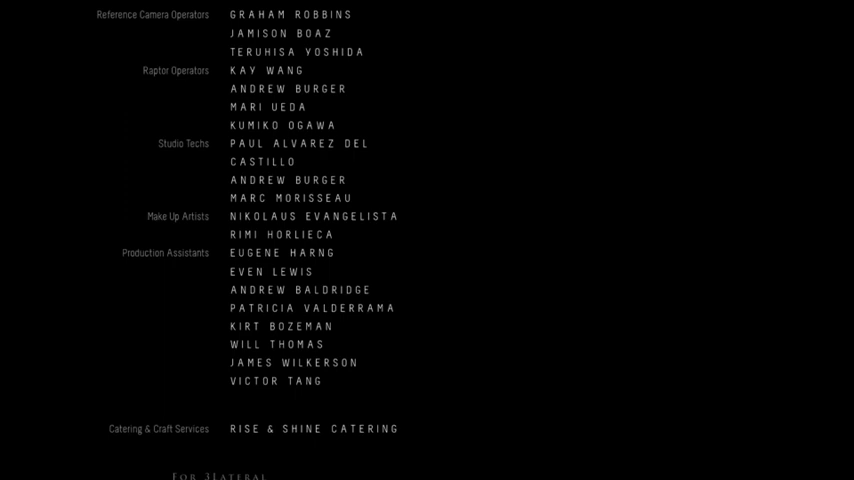 Reference Camera Operators GRAHAM ROBBINS
JAMISON BOAZ
TERUHISA YOSHIDA
Raptor Operators KAY WANG
ANDREW BURGER
MARI UEDA
KUMIKO OGAWA
Studio Techs PAUL ALVAREZ DEL
CASTILLO
ANDREW BURGER
MARC MORISSEAU
Make Up Artists NIKOLAUS EVANGELISTA
RIMI HORLIECA
Production Assistants EUGENE HARNG
EVEN LEWIS
ANDREW BALDRIDGE
PATRICIA VALDERRAMA
KIRT BOZEMAN
WILL THOMAS
JAMES WILKERSON
VICTOR TANG
Catering & Craft Services RISE & SHINE CATERING
FOR 3LATERAL